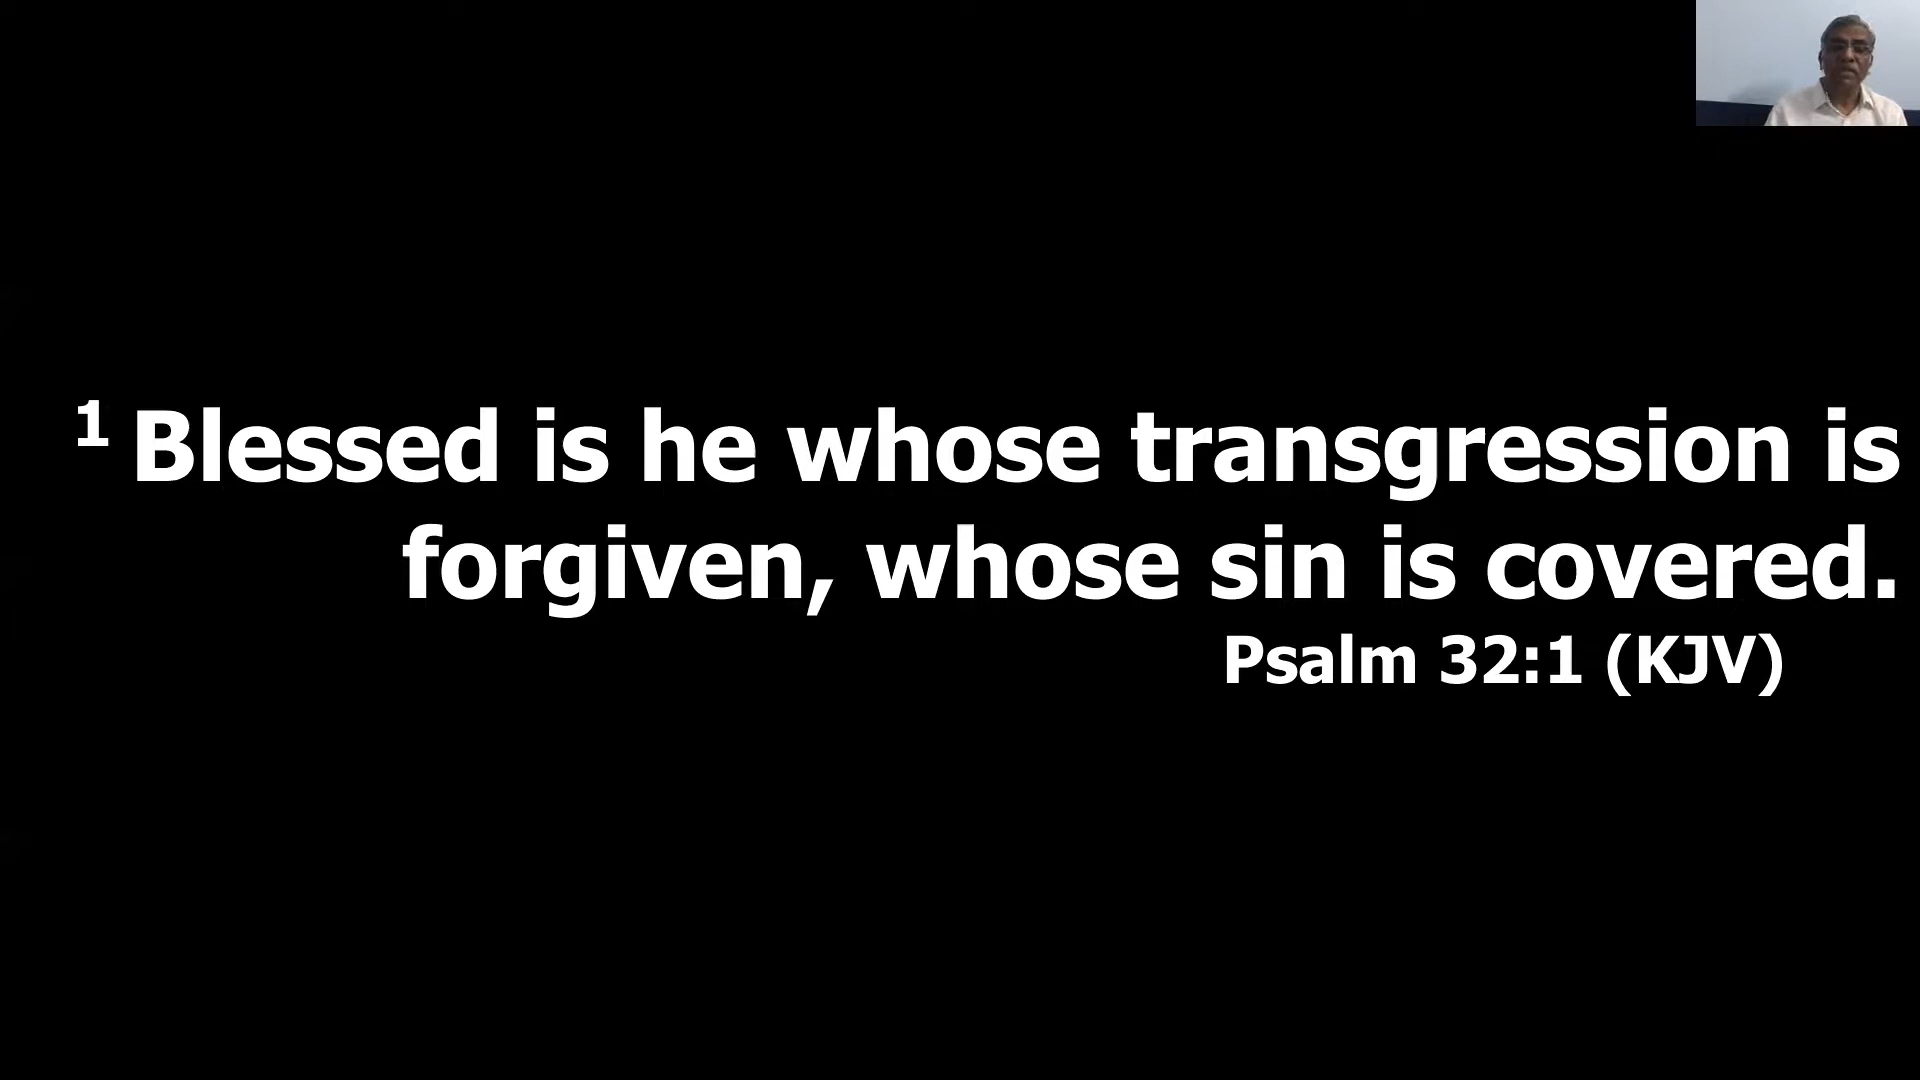 1 Blessed is he whose transgression is
forgiven, whose sin is covered.
Psalm 32:1 (KJV)